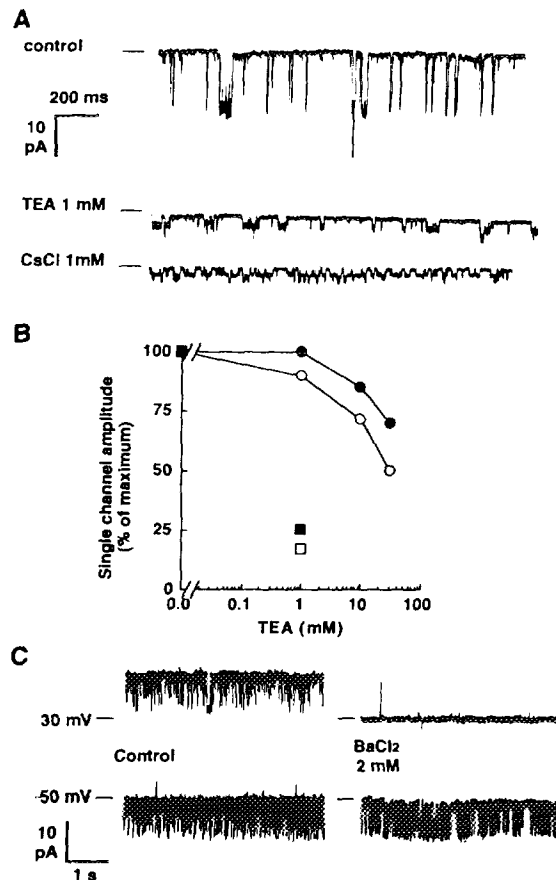 A
control
200 ms
10
pA
TEA 1 mM
CsCl 1mM
B
100
75
50
25
0
Single channel amplitude
(% of maximum)
0.0
0.1
1
10
100
TEA (mM)
C
30 mV
Control
BaCl2
2 mM
-50 mV
10
pA
1 s